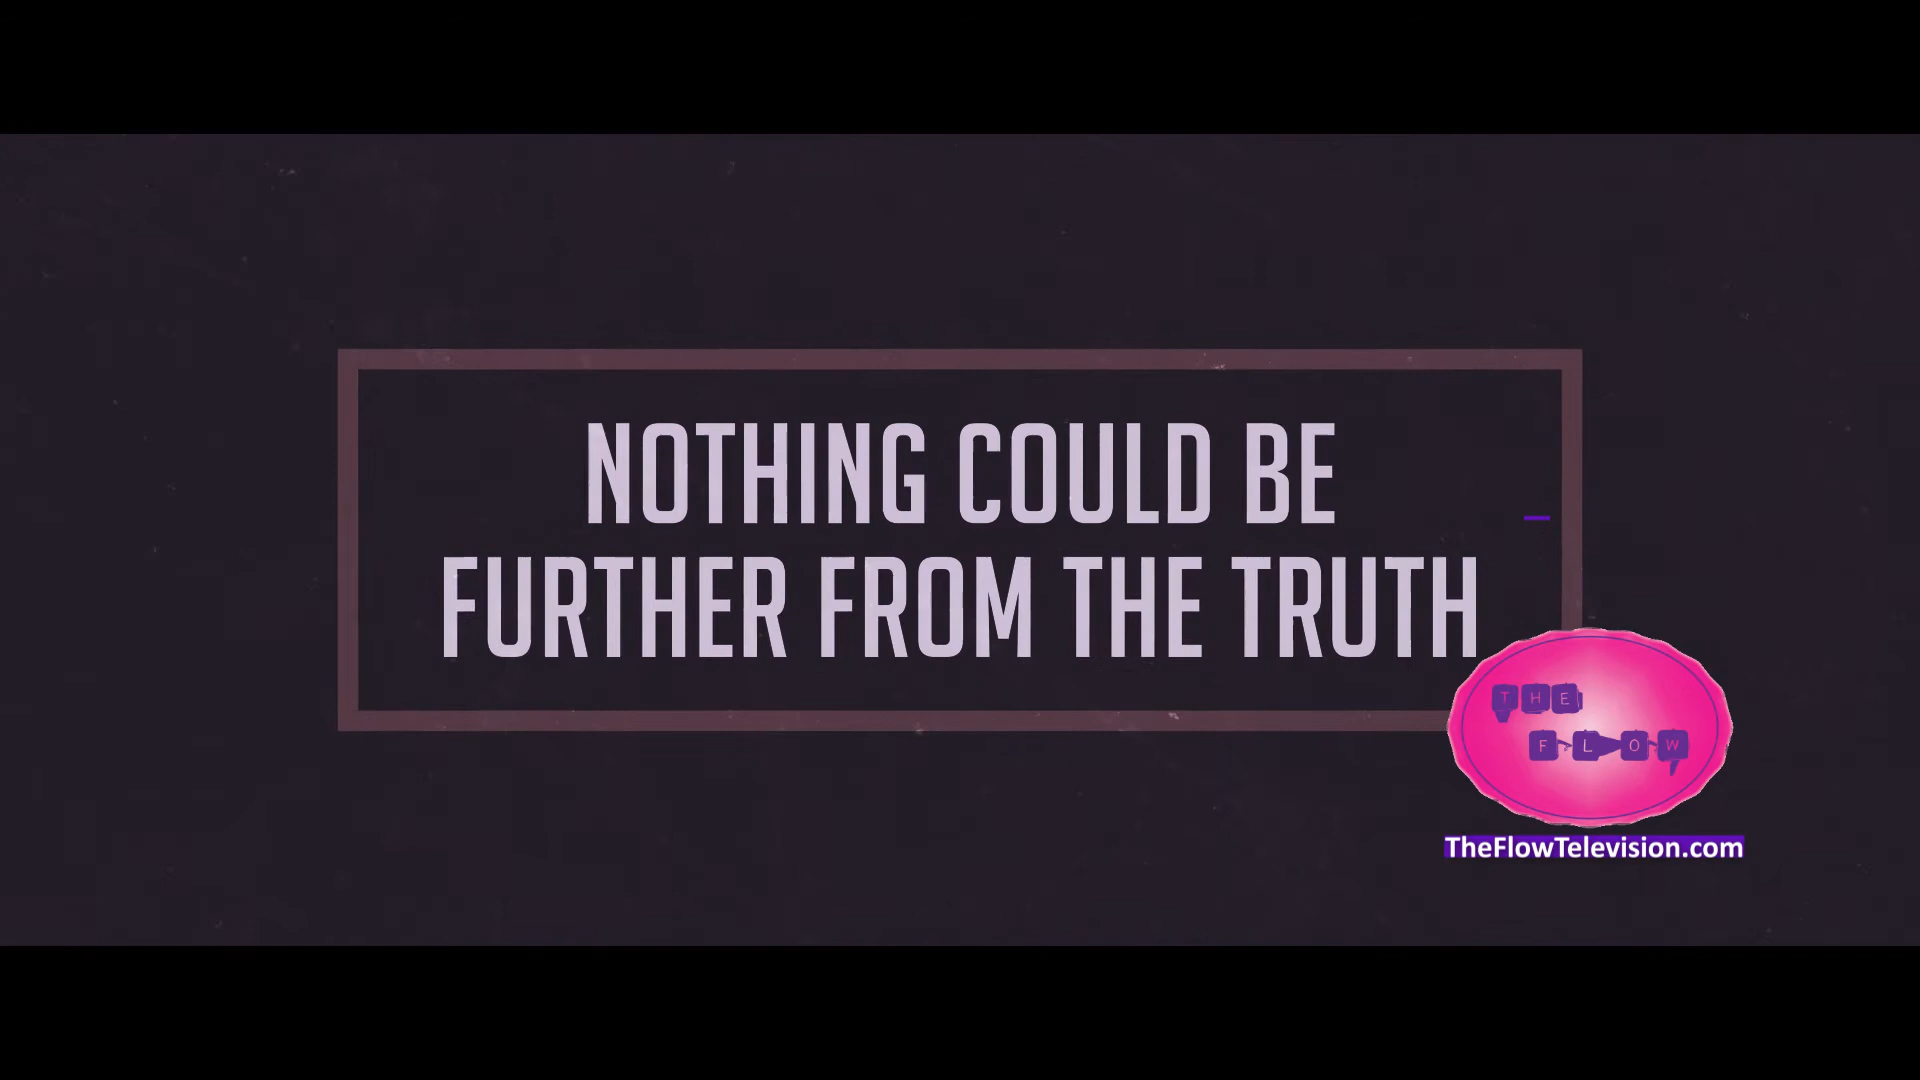 NOTHING COULD BE
FURTHER FROM THE TRUTH
THE
FLOW
TheFlowTelevision.com